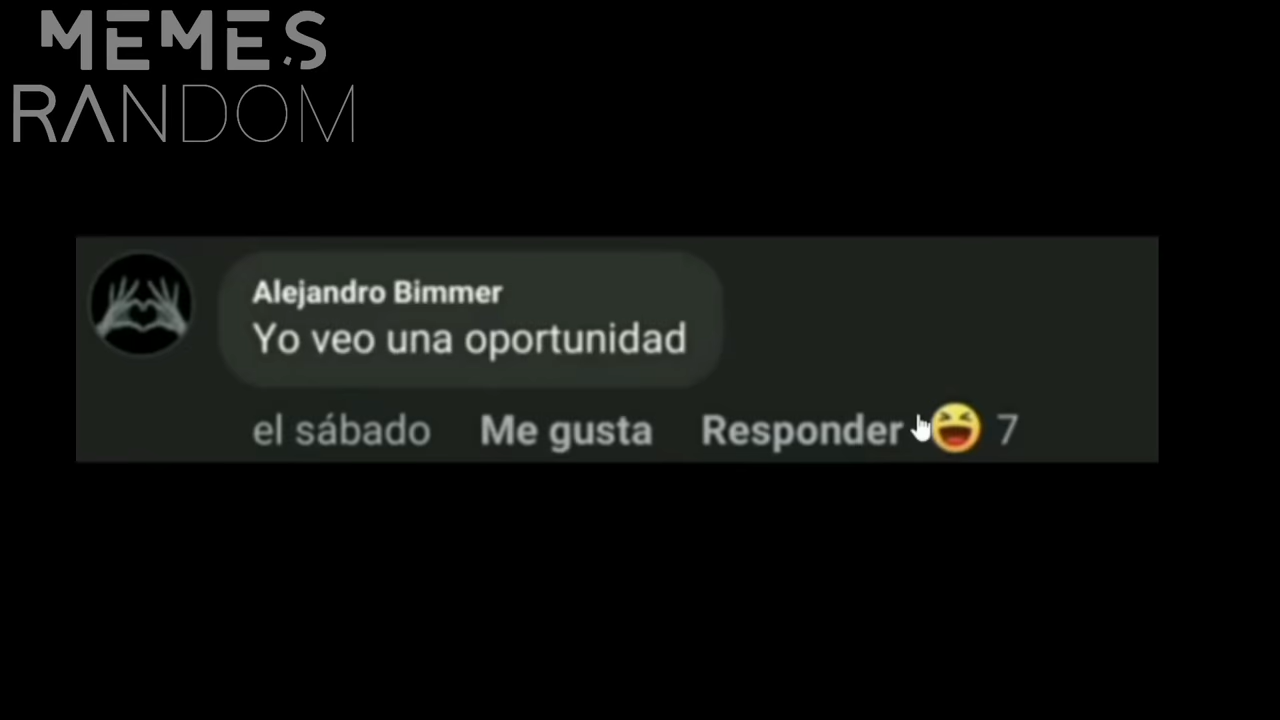 MEMES
RANDOM
Alejandro Bimmer
Yo veo una oportunidad
el sábado Me gusta Responder 7